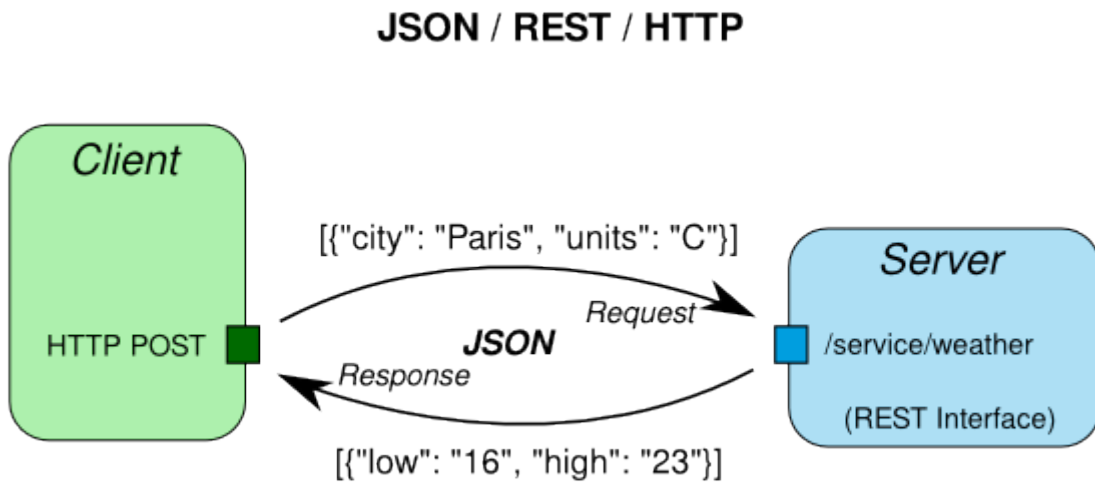 JSON / REST / HTTP
Client
[{"city": "Paris", "units": "C"}]
Server
Request
HTTP POST
JSON
/service/weather
Response
(REST Interface)
[{"low": "16", "high": "23"}]